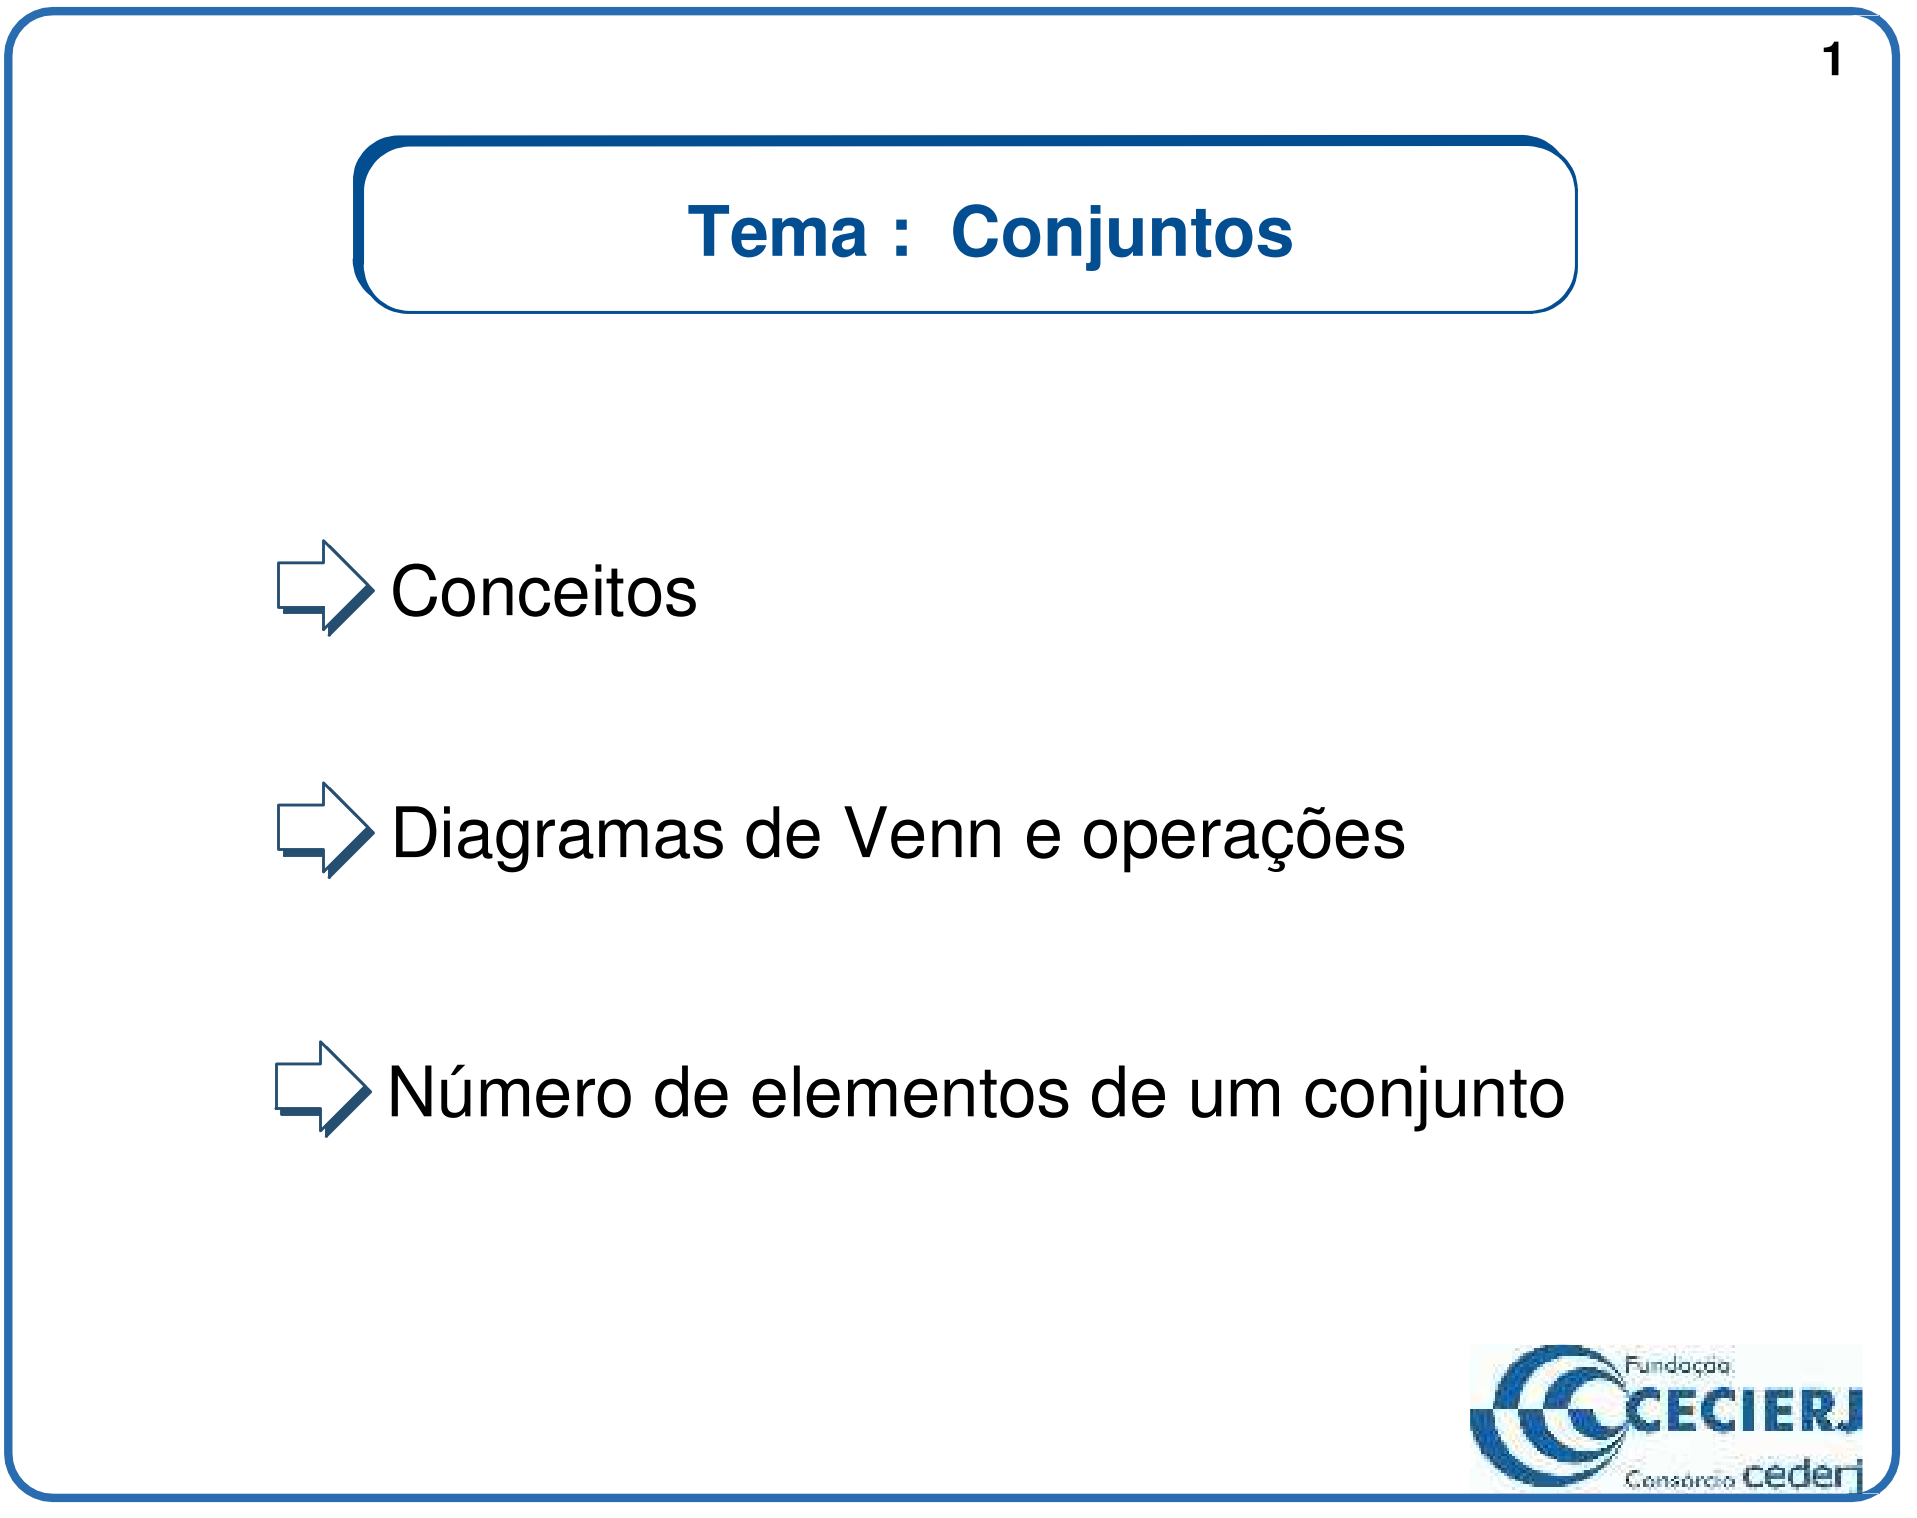 1
Tema : Conjuntos
Conceitos
Diagramas de Venn e operações
Número de elementos de um conjunto
Fundação
CECIERJ
Consórcio cederj